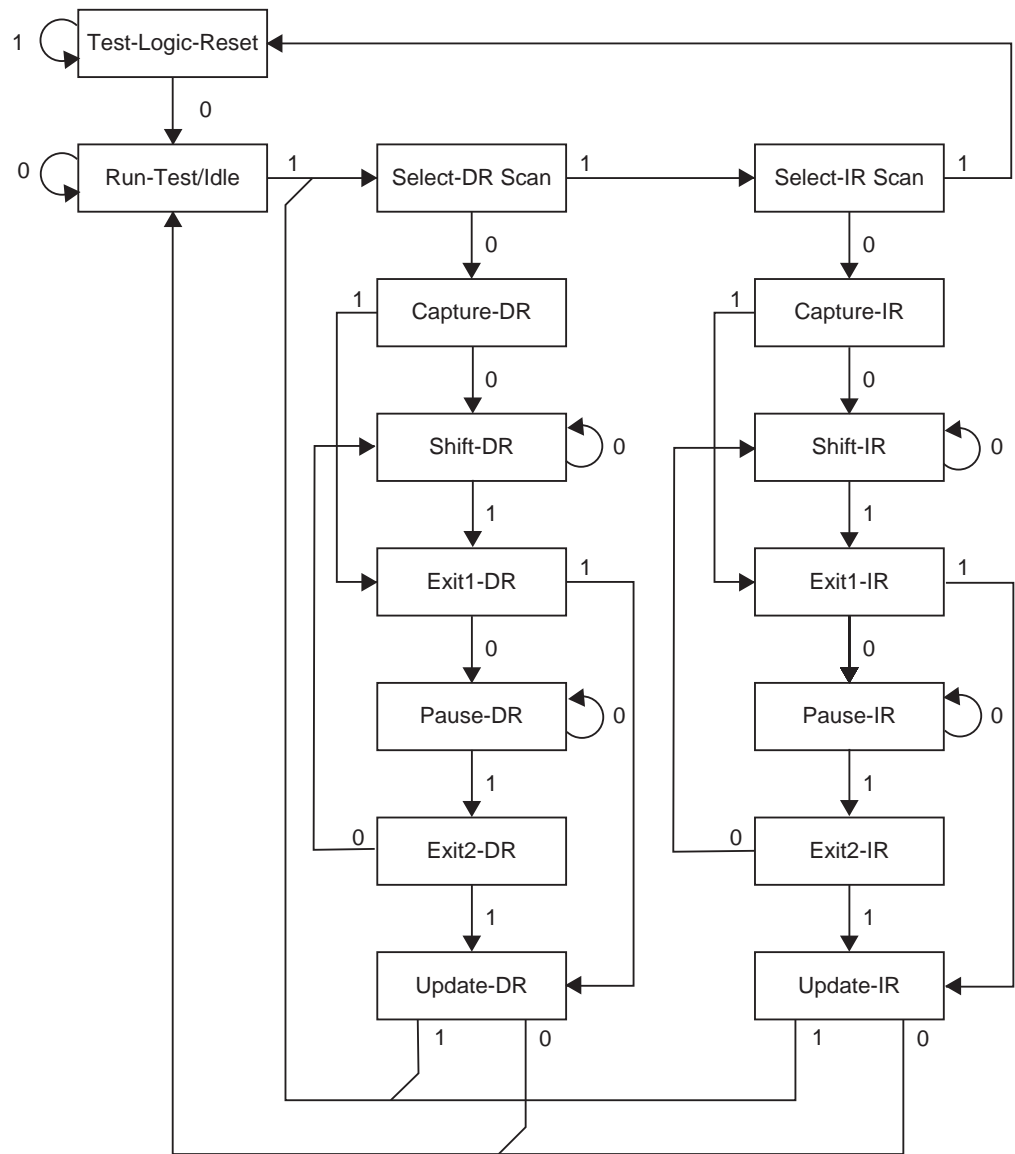 1 Test-Logic-Reset
0
0 Run-Test/Idle 1 Select-DR Scan 1 Select-IR Scan 1
0 0
1 Capture-DR 1 Capture-IR
0 0
Shift-DR 0 Shift-IR 0
1 1
Exit1-DR 1 Exit1-IR 1
0 0
Pause-DR 0 Pause-IR 0
1 1
0 Exit2-DR 0 Exit2-IR
1 1
Update-DR Update-IR
1 0 1 0